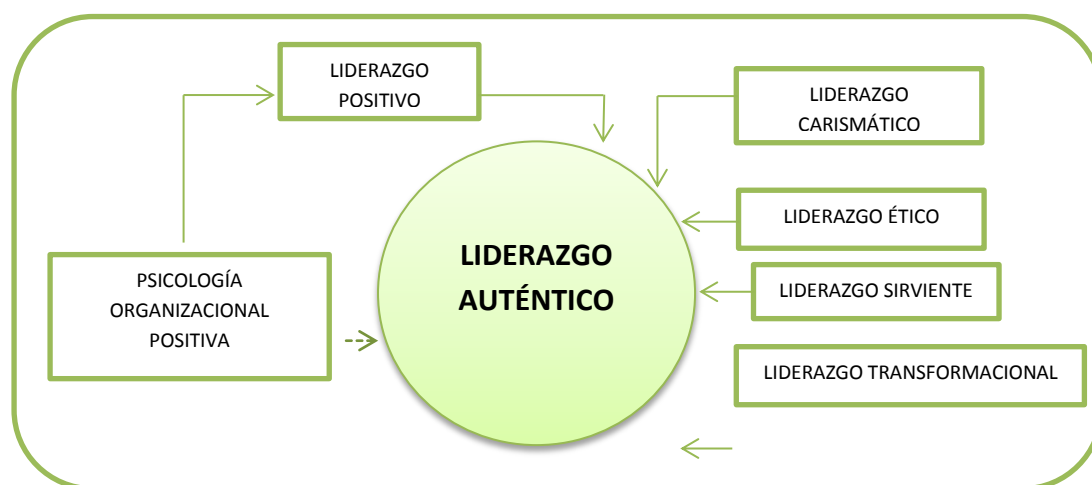 LIDERAZGO
POSITIVO
LIDERAZGO
CARISMÁTICO
LIDERAZGO ÉTICO
LIDERAZGO
AUTÉNTICO
PSICOLOGÍA
ORGANIZACIONAL
POSITIVA
LIDERAZGO SIRVIENTE
LIDERAZGO TRANSFORMACIONAL